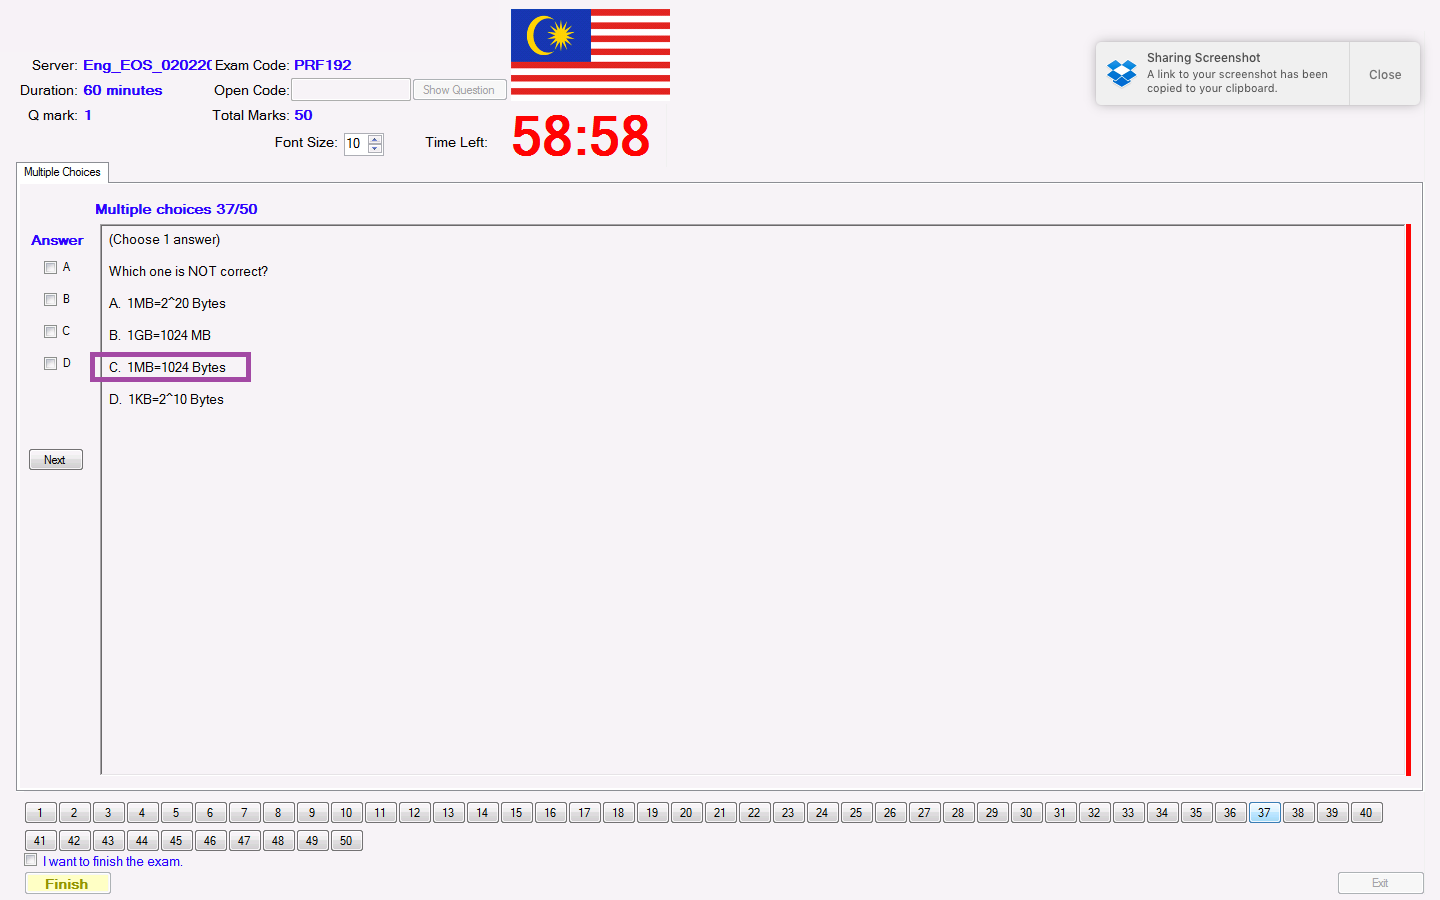 Server: Eng_EOS_020220 Exam Code: PRF192
Duration: 60 minutes Open Code: Show Question
Q mark: 1 Total Marks: 50
Font Size: 10 Time Left: 58:58
Sharing Screenshot
A link to your screenshot has been
copied to your clipboard.
Close
Multiple Choices
Multiple choices 37/50
Answer
A
B
C
D
Next
(Choose 1 answer)
Which one is NOT correct?
A. 1MB=2^20 Bytes
B. 1GB=1024 MB
C. 1MB=1024 Bytes
D. 1KB=2^10 Bytes
1 2 3 4 5 6 7 8 9 10 11 12 13 14 15 16 17 18 19 20 21 22 23 24 25 26 27 28 29 30 31 32 33 34 35 36 37 38 39 40
41 42 43 44 45 46 47 48 49 50
I want to finish the exam.
Finish
Exit